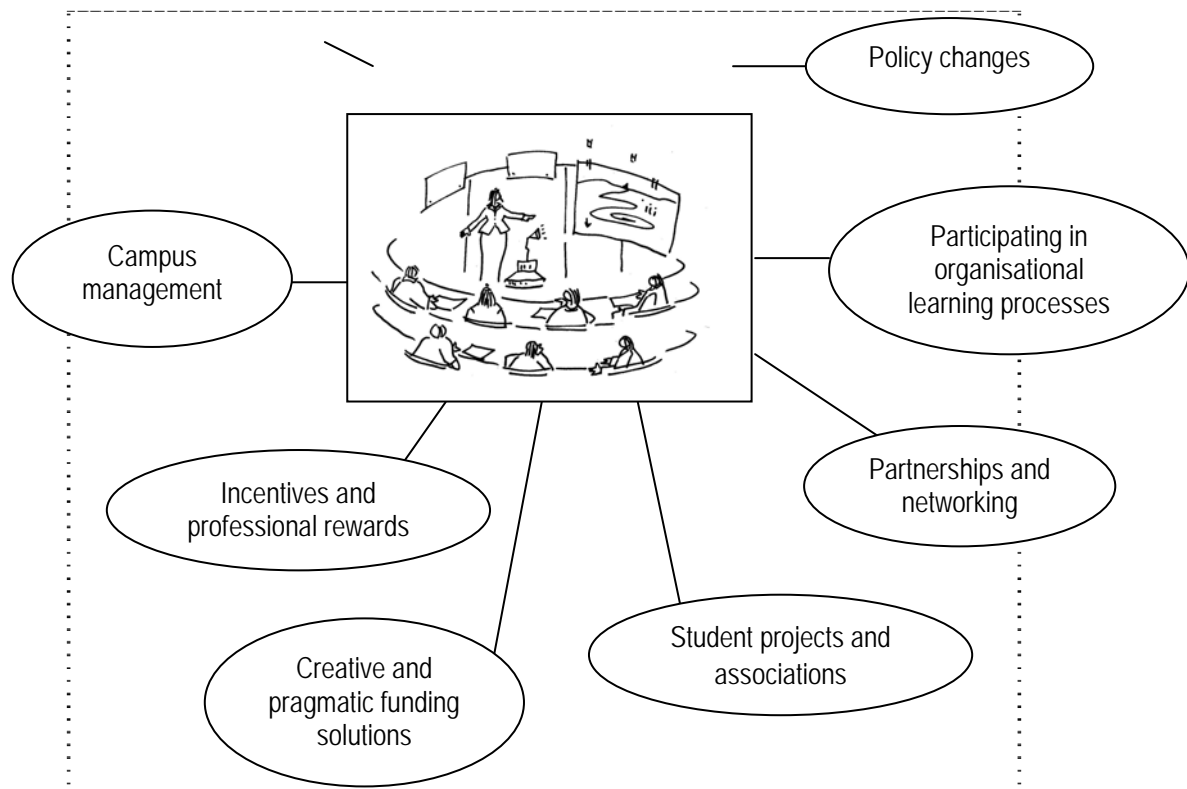 Policy changes
Campus
management
Participating in
organisational
learning processes
Partnerships and
networking
Incentives and
professional rewards
Student projects and
associations
Creative and
pragmatic funding
solutions